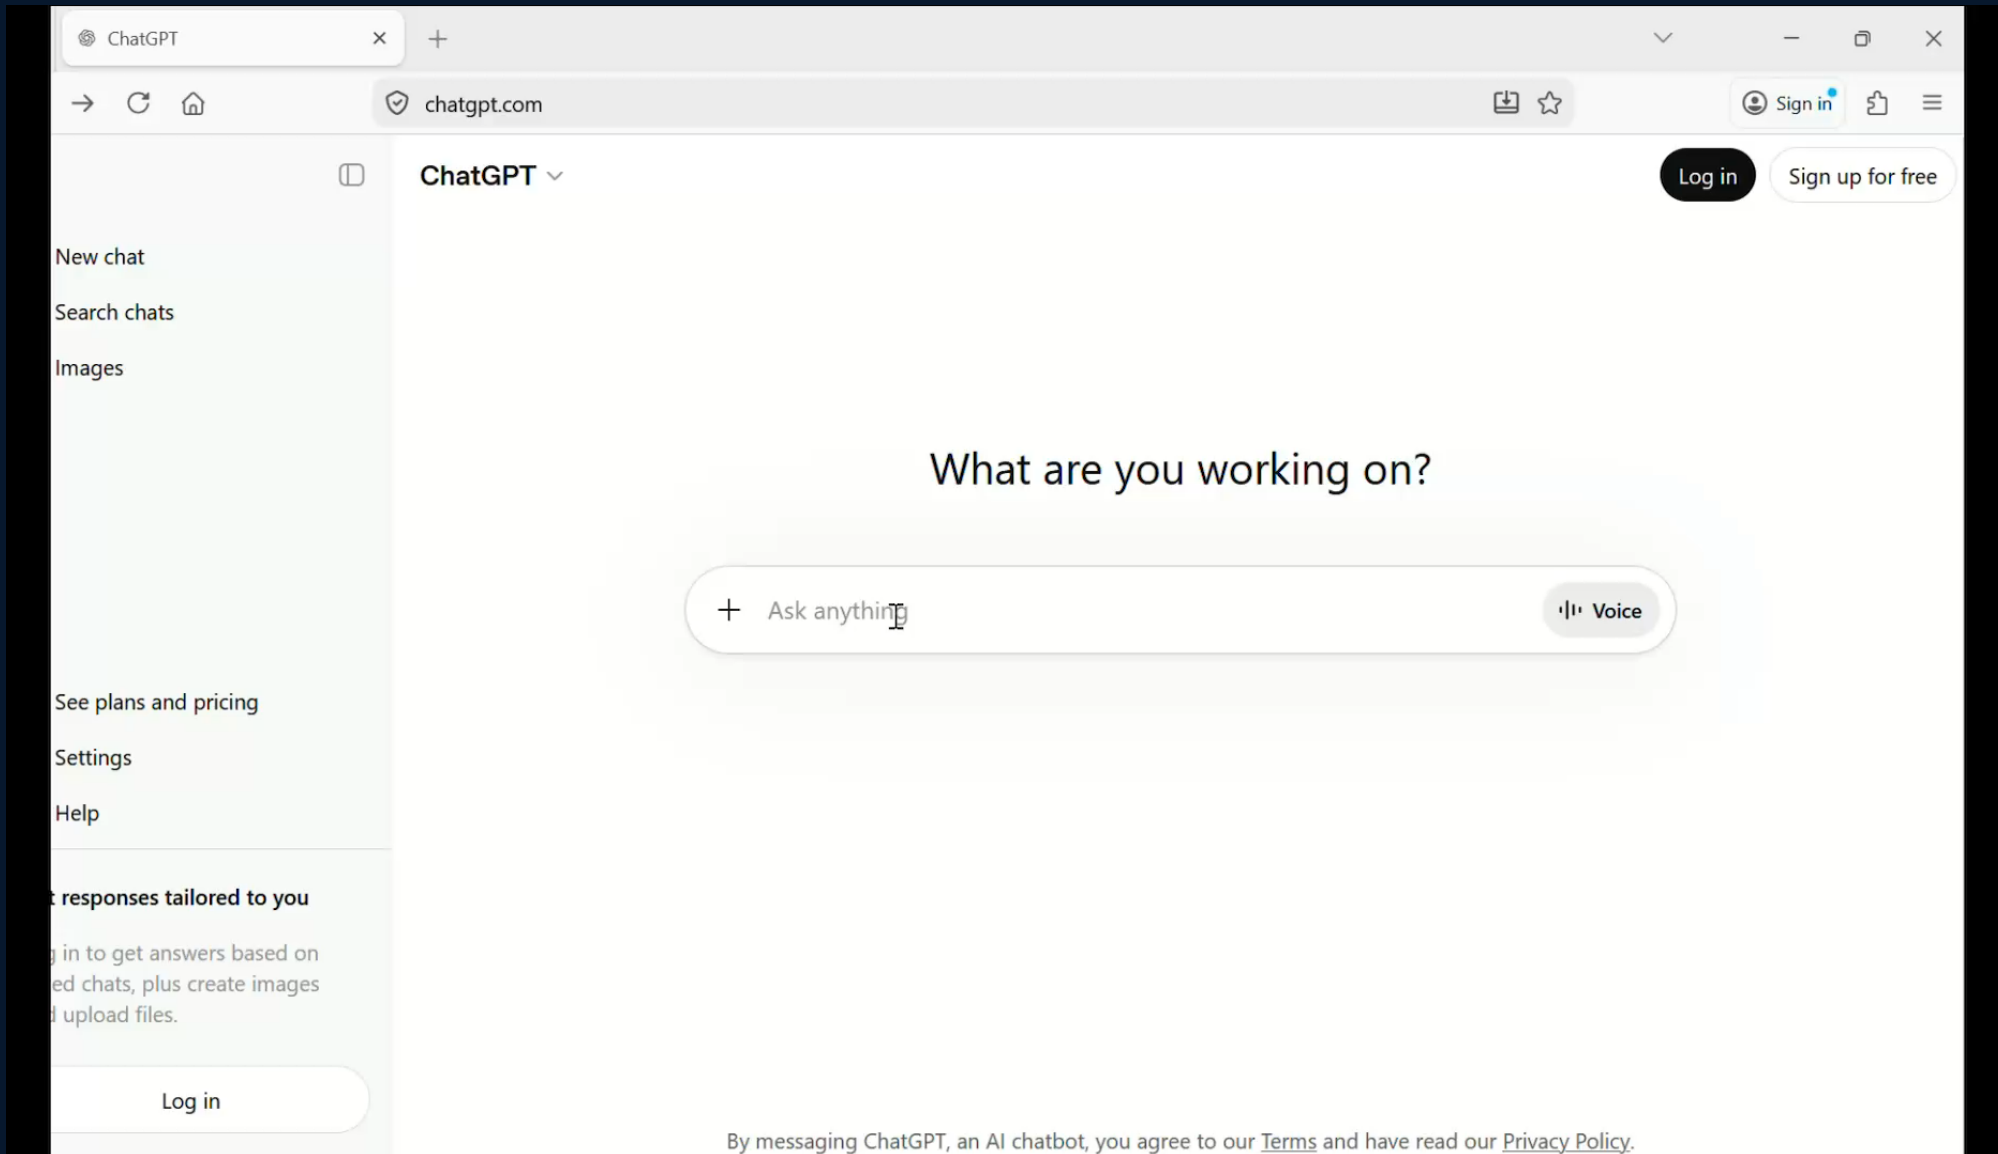 ChatGPT
chatgpt.com
Sign in
ChatGPT
Log in
Sign up for free
New chat
Search chats
Images
What are you working on?
Ask anything
Voice
See plans and pricing
Settings
Help
t responses tailored to you
g in to get answers based on
ed chats, plus create images
d upload files.
Log in
By messaging ChatGPT, an AI chatbot, you agree to our Terms and have read our Privacy Policy.